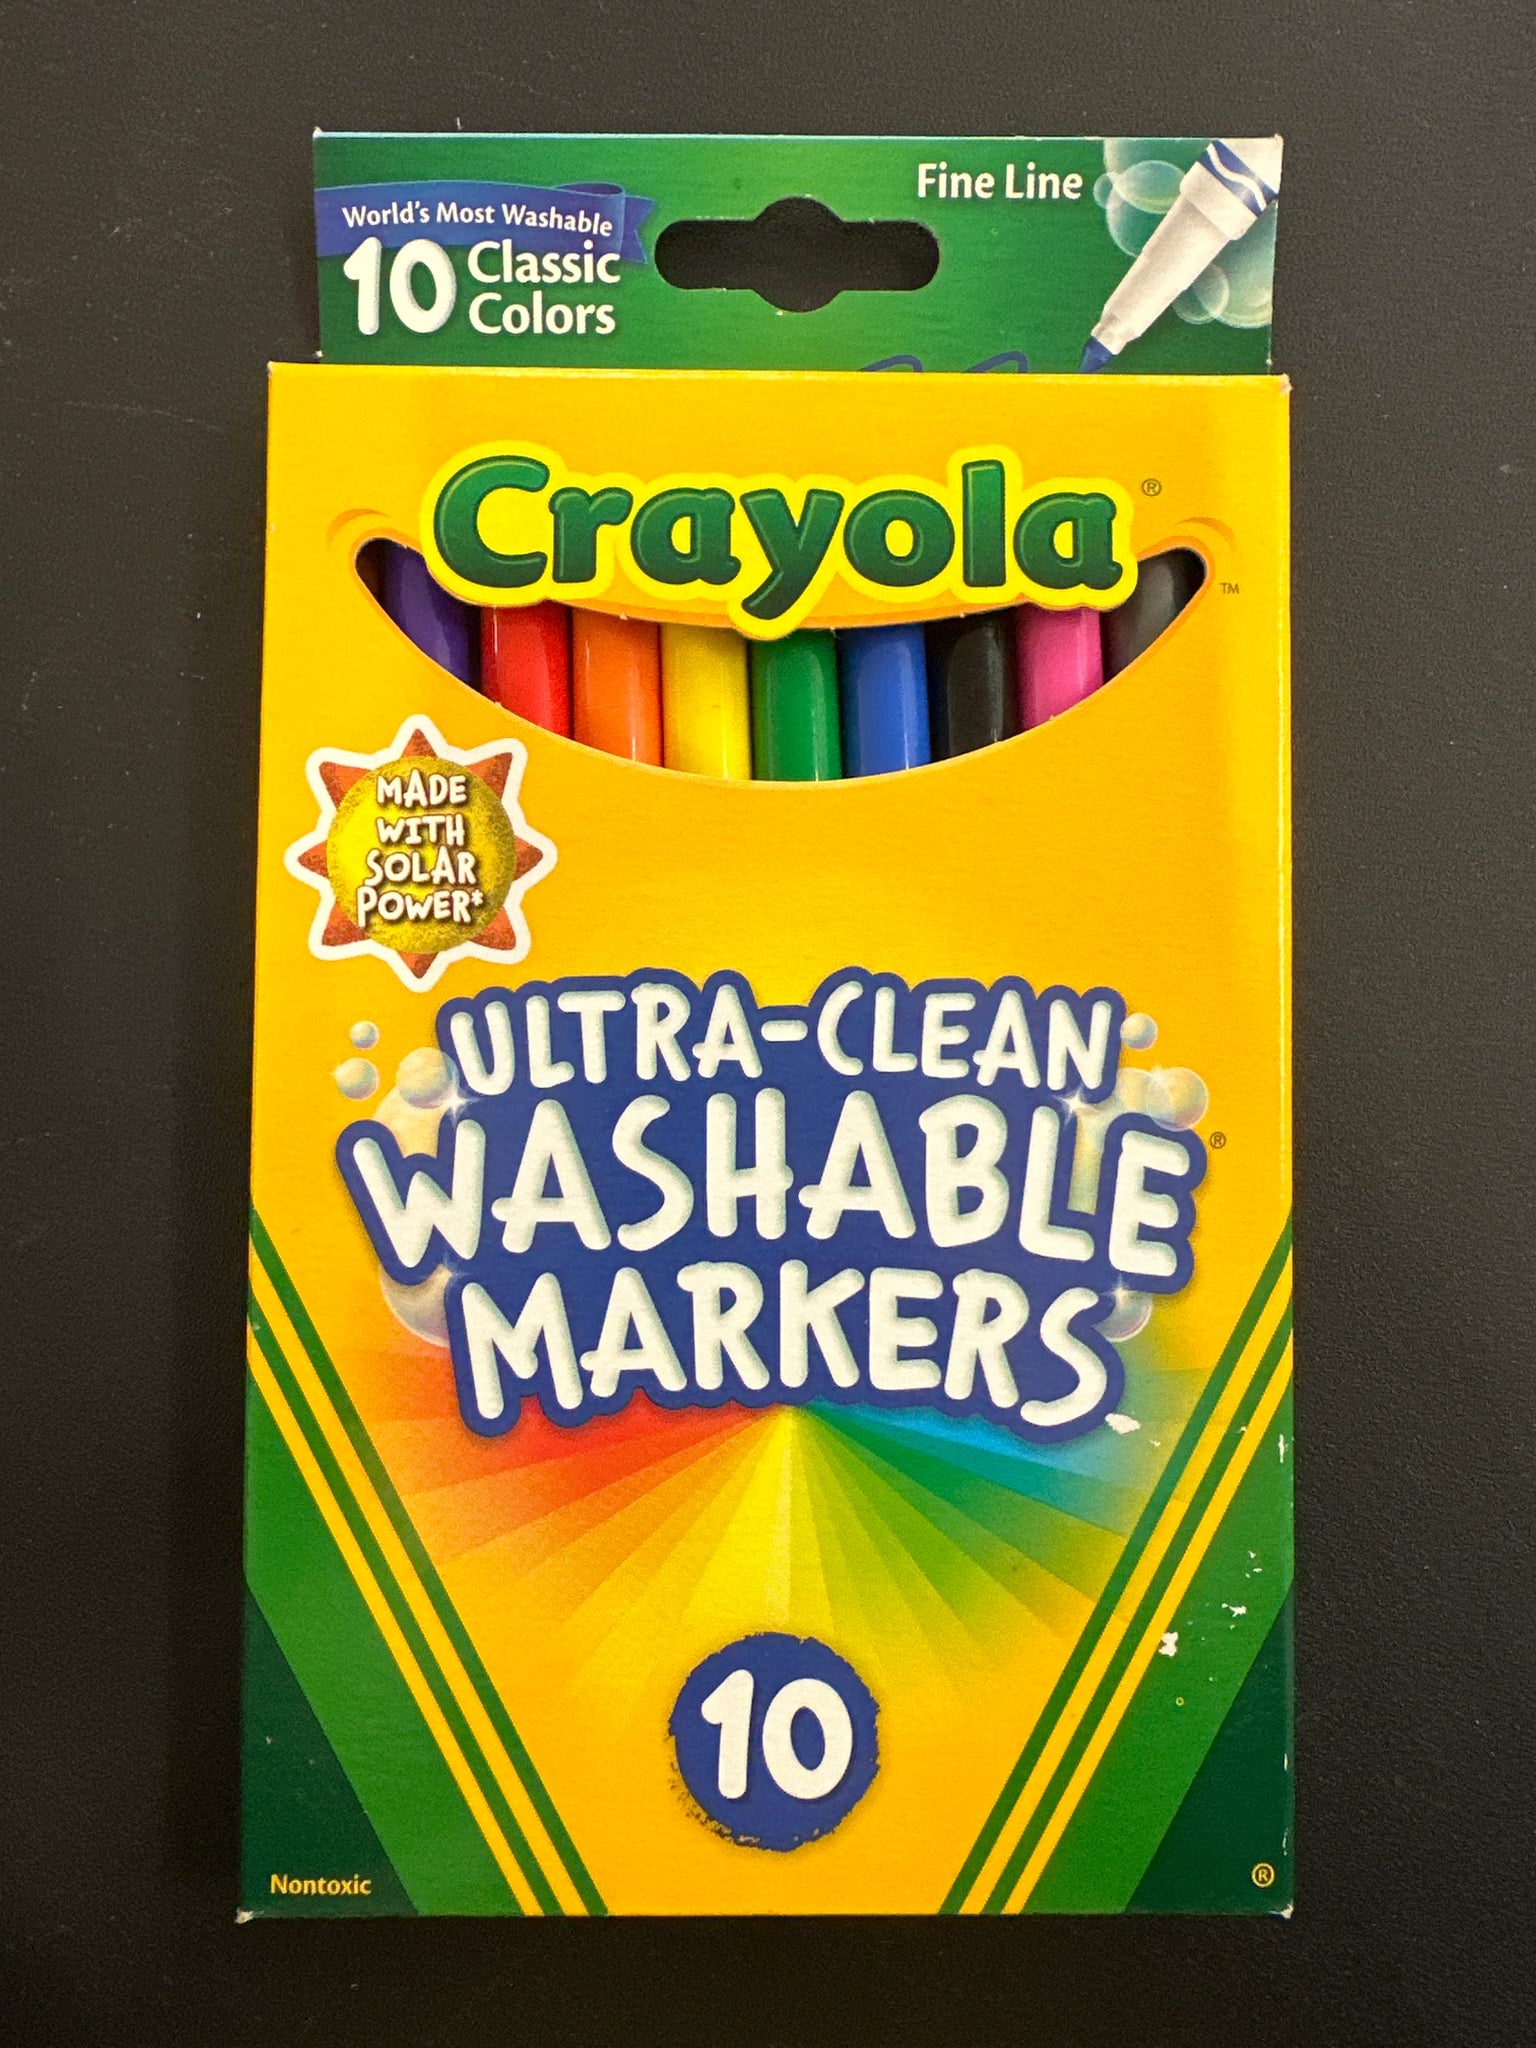 World's Most Washable
10 Classic
Colors
Fine Line
Crayola®
™
MADE
WITH
SOLAR
POWER*
ULTRA-CLEAN
WASHABLE®
MARKERS
10
Nontoxic
®